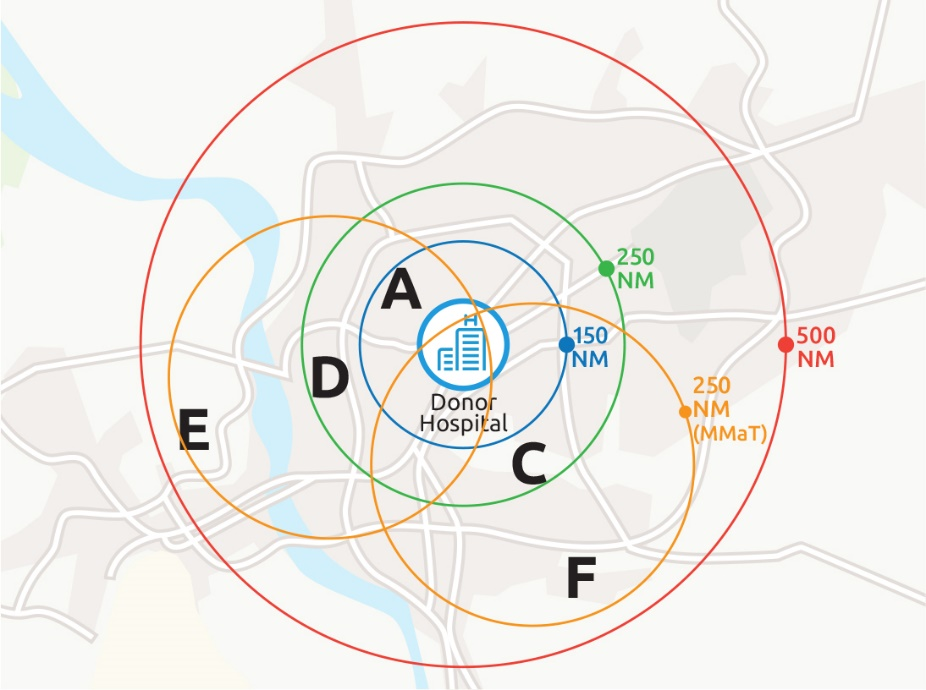 A
250
NM
150
NM
500
NM
D
250
NM
(MMaT)
Donor
Hospital
E
C
F
H